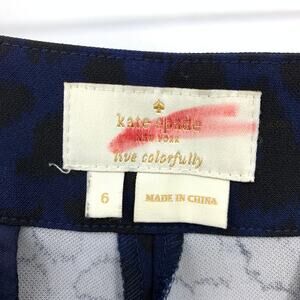 kate spade
NEW YORK
live colorfully
6
MADE IN CHINA